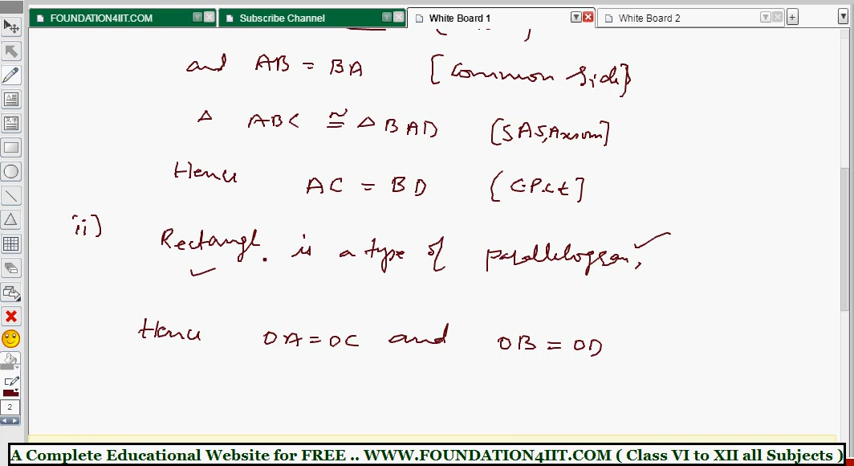 FOUNDATION4IIT.COM
Subscribe Channel
White Board 1
White Board 2
and AB = BA [Common Side]
△ ABC ≅ △ BAD [SAS, Axiom]
Hence AC = BD [C.P.C.t]
ii) Rectangl. is a type of parallelogram,
Hence OA = OC and OB = OD
2
A Complete Educational Website for FREE .. WWW.FOUNDATION4IIT.COM ( Class VI to XII all Subjects )